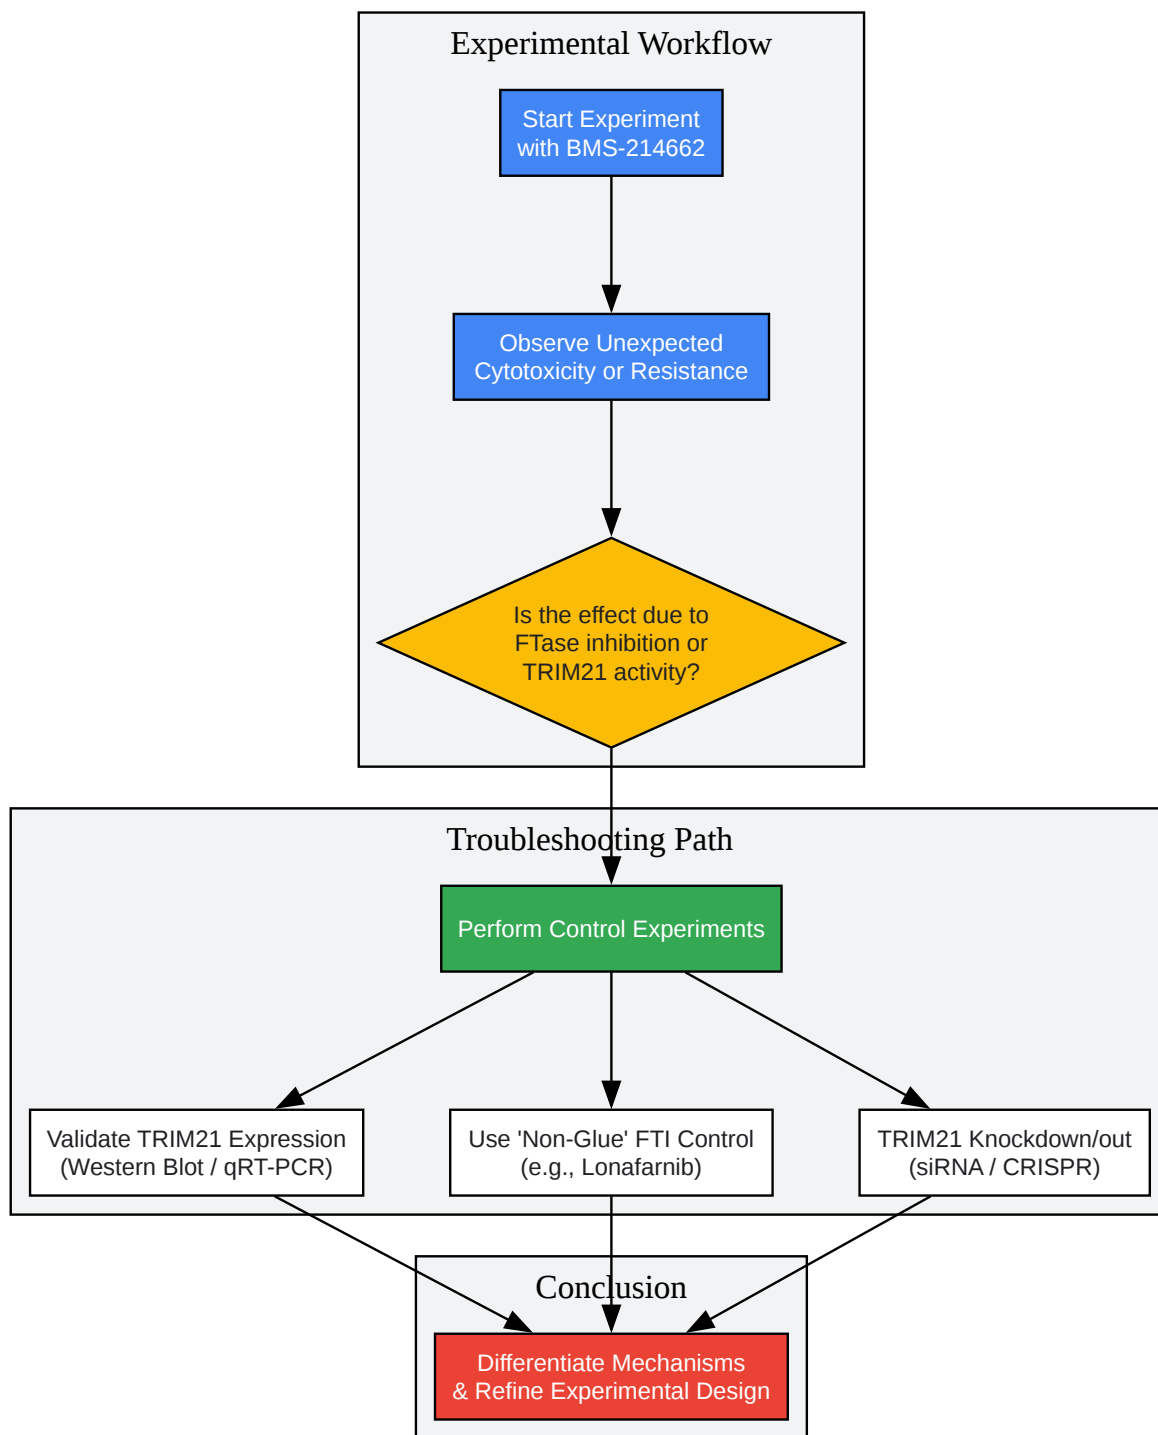 Experimental Workflow
Start Experiment
with BMS-214662
Observe Unexpected
Cytotoxicity or Resistance
Is the effect due to
FTase inhibition or
TRIM21 activity?
Troubleshooting Path
Perform Control Experiments
Validate TRIM21 Expression
(Western Blot / qRT-PCR)
Use 'Non-Glue' FTI Control
(e.g., Lonafarnib)
TRIM21 Knockdown/out
(siRNA / CRISPR)
Conclusion
Differentiate Mechanisms
& Refine Experimental Design